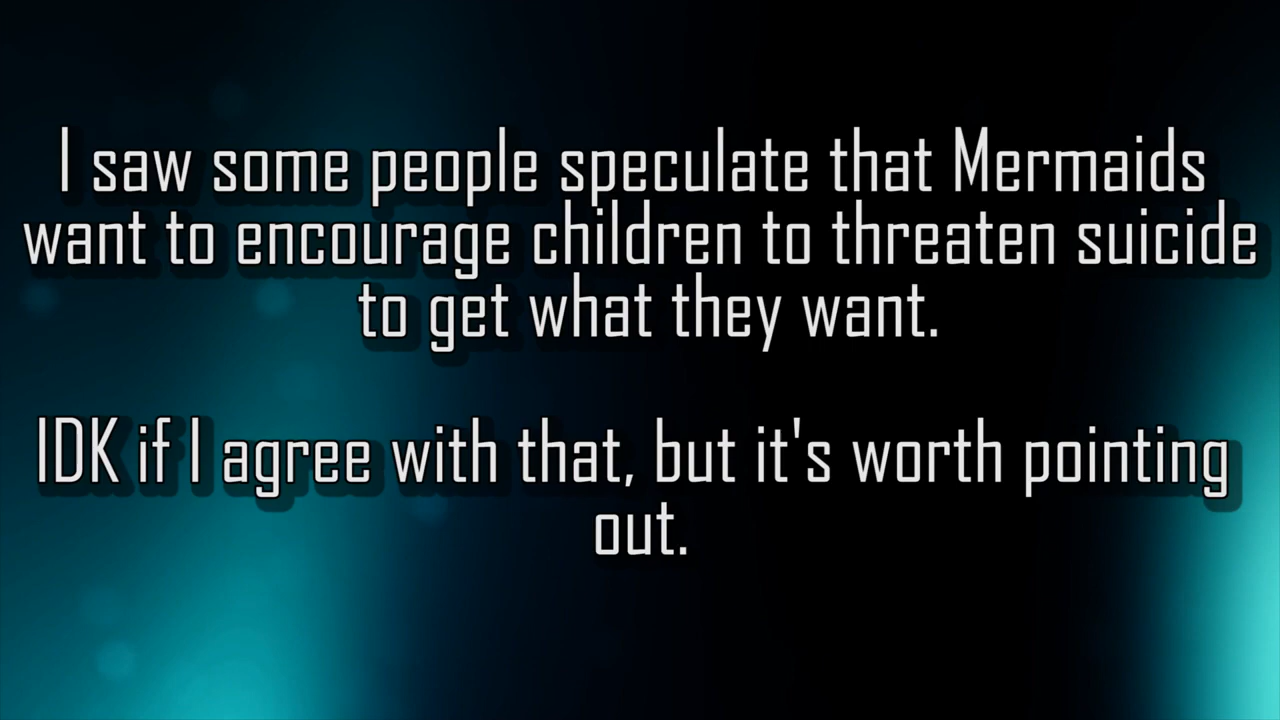 I saw some people speculate that Mermaids
want to encourage children to threaten suicide
to get what they want.
IDK if I agree with that, but it's worth pointing
out.